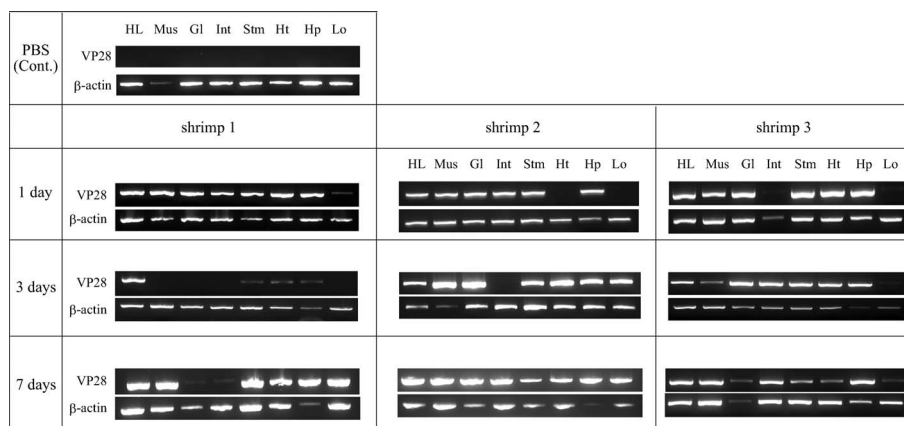 HL Mus Gl Int Stm Ht Hp Lo
PBS
(Cont.)
VP28
β-actin
shrimp 1 shrimp 2 shrimp 3
HL Mus Gl Int Stm Ht Hp Lo HL Mus Gl Int Stm Ht Hp Lo
1 day
VP28
β-actin
3 days
VP28
β-actin
7 days
VP28
β-actin